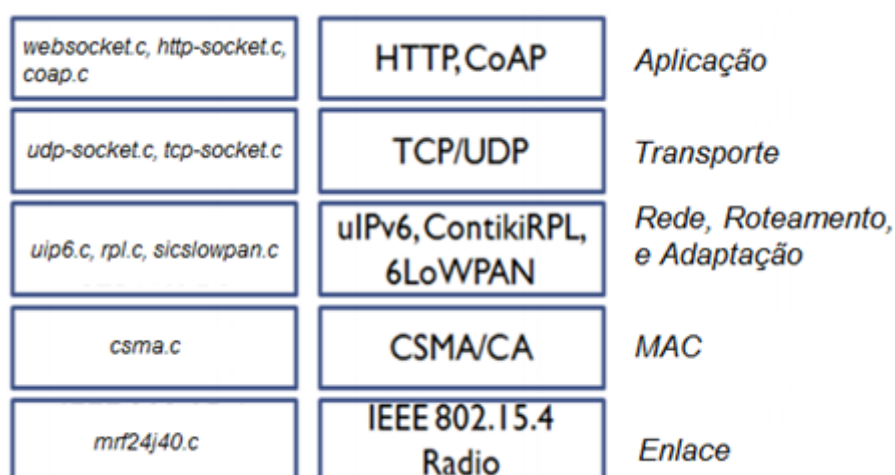 websocket.c, http-socket.c,
coap.c
HTTP, CoAP
Aplicação
udp-socket.c, tcp-socket.c
TCP/UDP
Transporte
uip6.c, rpl.c, sicslowpan.c
uIPv6, ContikiRPL,
6LoWPAN
Rede, Roteamento,
e Adaptação
csma.c
CSMA/CA
MAC
mrf24j40.c
IEEE 802.15.4
Radio
Enlace